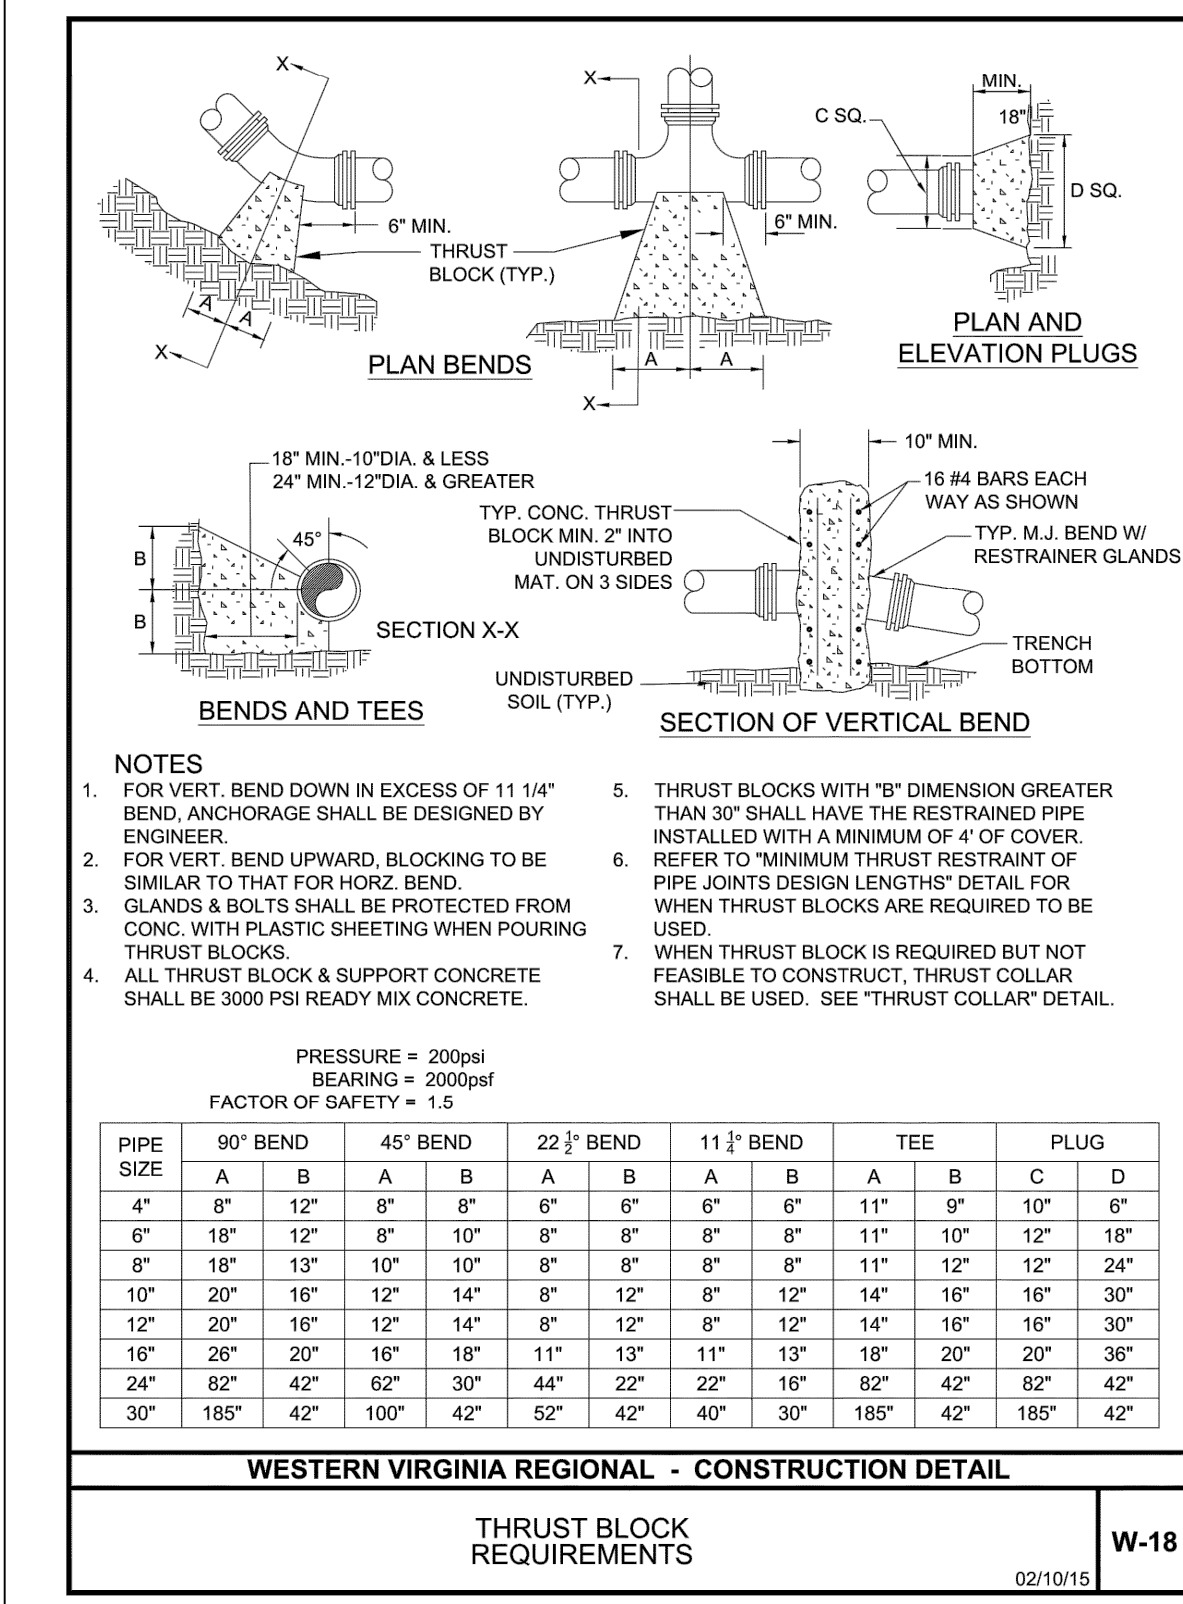 X
X
MIN.
C SQ.
18"
D SQ.
6" MIN.
6" MIN.
THRUST
BLOCK (TYP.)
A
A
X
PLAN BENDS
A
A
X
PLAN AND
ELEVATION PLUGS
18" MIN.-10"DIA. & LESS
24" MIN.-12"DIA. & GREATER
45°
B
B
SECTION X-X
BENDS AND TEES
10" MIN.
16 #4 BARS EACH
WAY AS SHOWN
TYP. CONC. THRUST
BLOCK MIN. 2" INTO
UNDISTURBED
MAT. ON 3 SIDES
TYP. M.J. BEND W/
RESTRAINER GLANDS
TRENCH
BOTTOM
UNDISTURBED
SOIL (TYP.)
SECTION OF VERTICAL BEND
NOTES
1. FOR VERT. BEND DOWN IN EXCESS OF 11 1/4"
BEND, ANCHORAGE SHALL BE DESIGNED BY
ENGINEER.
2. FOR VERT. BEND UPWARD, BLOCKING TO BE
SIMILAR TO THAT FOR HORZ. BEND.
3. GLANDS & BOLTS SHALL BE PROTECTED FROM
CONC. WITH PLASTIC SHEETING WHEN POURING
THRUST BLOCKS.
4. ALL THRUST BLOCK & SUPPORT CONCRETE
SHALL BE 3000 PSI READY MIX CONCRETE.
5. THRUST BLOCKS WITH "B" DIMENSION GREATER
THAN 30" SHALL HAVE THE RESTRAINED PIPE
INSTALLED WITH A MINIMUM OF 4' OF COVER.
6. REFER TO "MINIMUM THRUST RESTRAINT OF
PIPE JOINTS DESIGN LENGTHS" DETAIL FOR
WHEN THRUST BLOCKS ARE REQUIRED TO BE
USED.
7. WHEN THRUST BLOCK IS REQUIRED BUT NOT
FEASIBLE TO CONSTRUCT, THRUST COLLAR
SHALL BE USED. SEE "THRUST COLLAR" DETAIL.
PRESSURE = 200psi
BEARING = 2000psf
FACTOR OF SAFETY = 1.5
PIPE SIZE 90° BEND 45° BEND 22 1/2° BEND 11 1/4° BEND TEE PLUG
A B A B A B A B A B C D
4" 8" 12" 8" 8" 6" 6" 6" 6" 11" 9" 10" 6"
6" 18" 12" 8" 10" 8" 8" 8" 8" 11" 10" 12" 18"
8" 18" 13" 10" 10" 8" 8" 8" 8" 11" 12" 12" 24"
10" 20" 16" 12" 14" 8" 12" 8" 12" 14" 16" 16" 30"
12" 20" 16" 12" 14" 8" 12" 8" 12" 14" 16" 16" 30"
16" 26" 20" 16" 18" 11" 13" 11" 13" 18" 20" 20" 36"
24" 82" 42" 62" 30" 44" 22" 22" 16" 82" 42" 82" 42"
30" 185" 42" 100" 42" 52" 42" 40" 30" 185" 42" 185" 42"
WESTERN VIRGINIA REGIONAL - CONSTRUCTION DETAIL
THRUST BLOCK
REQUIREMENTS
W-18
02/10/15